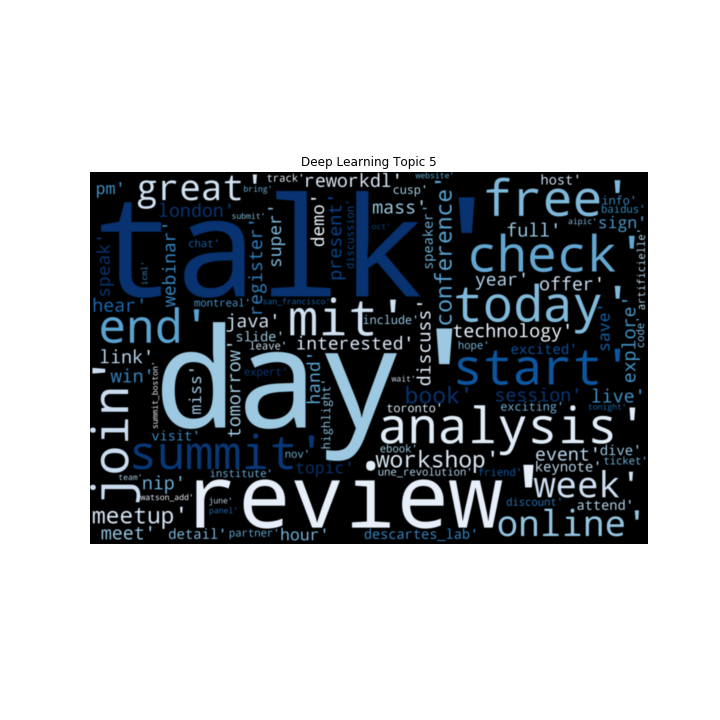 Deep Learning Topic 5
pm'
great'
track'
reworkdl'
bring'
cusp'
website'
host'
free'
info'
baidus'
london'
submit'
demo'
present'
discussion'
mass'
oct'
speaker'
conference'
full'
aipic'
sign'
talk'
speak'
icml'
webinar'
chat'
register'
super'
check'
artificielle'
year'
offer'
hear'
montreal'
san_francisco'
today'
save'
explore'
code'
end'
java'
mit'
include'
slide'
leave'
interested'
discuss'
technology'
hope'
excited'
link'
win'
summit_boston'
miss'
tomorrow'
expert'
hand'
highlight'
day'
wait'
start'
book'
session'
live'
toronto'
exciting'
tonight'
join'
visit'
analysis'
summit'
nov'
topic'
ebook'
workshop'
event'
dive'
keynote'
ticket'
team'
nip'
institute'
une_revolution'
friend'
watson_add'
june'
panel'
review'
week'
discount'
attend'
meetup'
online'
meet'
detail'
partner'
hour'
descartes_lab'